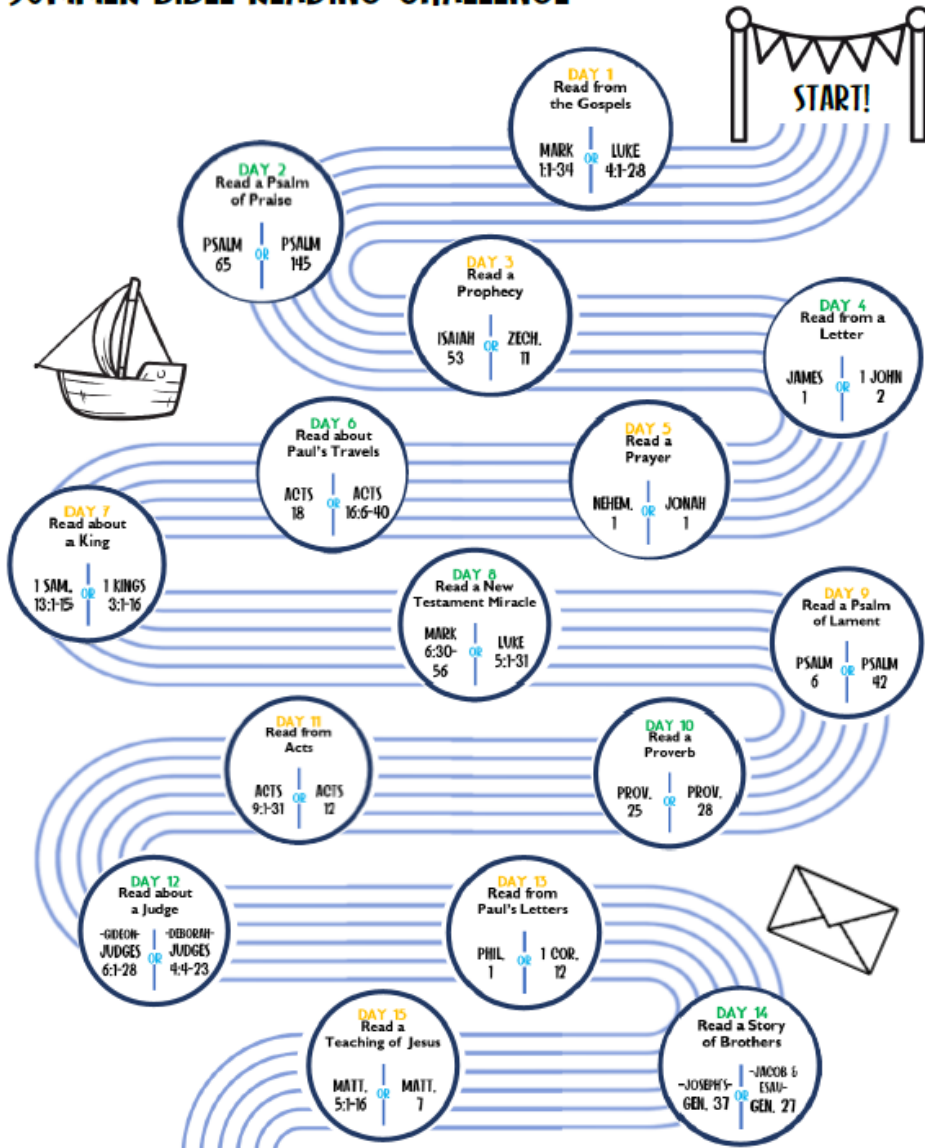 SUMMER BIBLE READING CHALLENGE
START!
DAY 1
Read from
the Gospels
MARK
1:1-34
OR
LUKE
4:1-28
DAY 2
Read a Psalm
of Praise
PSALM
65
OR
PSALM
145
DAY 3
Read a
Prophecy
ISAIAH
53
OR
ZECH.
11
DAY 4
Read from a
Letter
JAMES
1
OR
1 JOHN
2
DAY 5
Read a
Prayer
NEHEM.
1
OR
JONAH
1
DAY 6
Read about
Paul's Travels
ACTS
18
OR
ACTS
16:6-40
DAY 7
Read about
a King
1 SAM.
13:1-15
OR
1 KINGS
3:1-16
DAY 8
Read a New
Testament Miracle
MARK
6:30-
56
OR
LUKE
5:1-31
DAY 9
Read a Psalm
of Lament
PSALM
6
OR
PSALM
42
DAY 10
Read a
Proverb
PROV.
25
OR
PROV.
28
DAY 11
Read from
Acts
ACTS
9:1-31
OR
ACTS
12
DAY 12
Read about
a Judge
-GIDEON-
JUDGES
6:1-28
OR
-DEBORAH-
JUDGES
4:4-23
DAY 13
Read from
Paul's Letters
PHIL.
1
OR
1 COR.
12
DAY 14
Read a Story
of Brothers
-JOSEPH'S-
GEN. 37
OR
-JACOB &
ESAU-
GEN. 27
DAY 15
Read a
Teaching of Jesus
MATT.
5:1-16
OR
MATT.
7